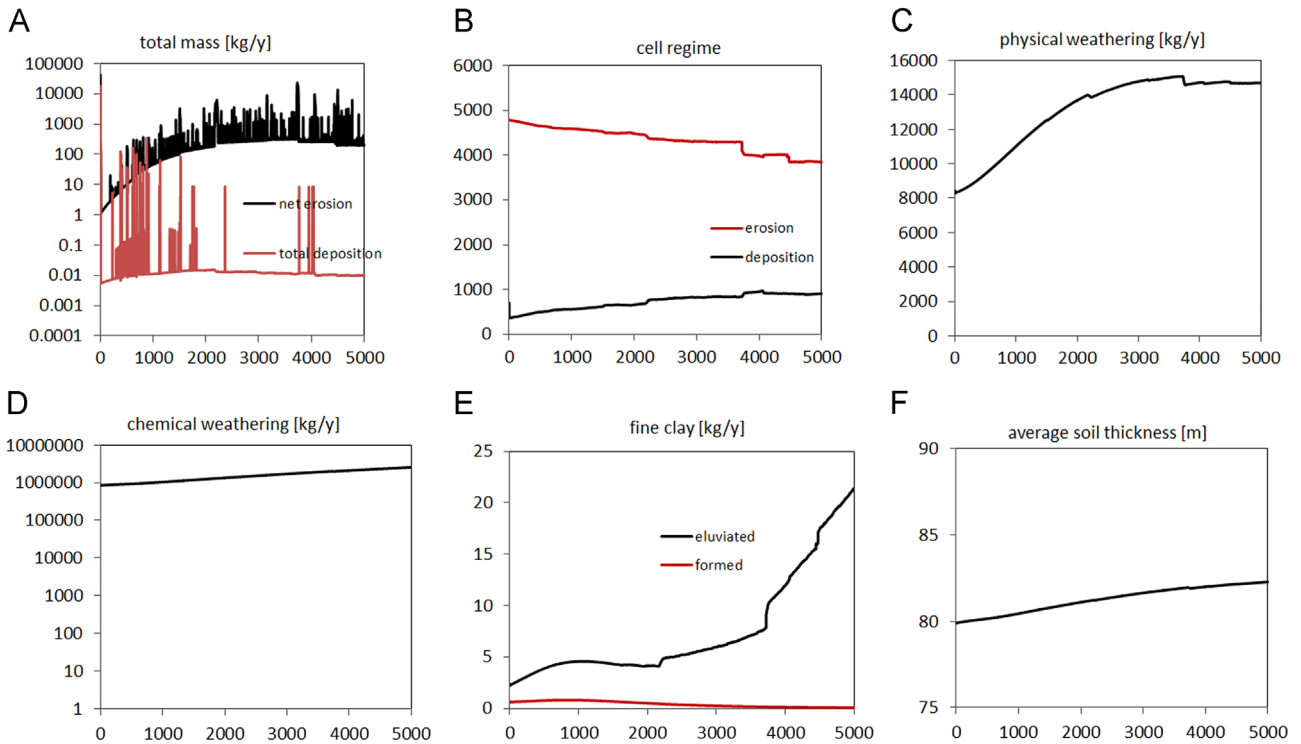 A
total mass [kg/y]
100000
10000
1000
100
10
1
0.1
0.01
0.001
0.0001
net erosion
total deposition
0 1000 2000 3000 4000 5000
B
cell regime
6000
5000
4000
3000
2000
1000
0
erosion
deposition
0 1000 2000 3000 4000 5000
C
physical weathering [kg/y]
16000
14000
12000
10000
8000
6000
4000
2000
0
0 1000 2000 3000 4000 5000
D
chemical weathering [kg/y]
10000000
1000000
100000
10000
1000
100
10
1
0 1000 2000 3000 4000 5000
E
fine clay [kg/y]
25
20
15
10
5
0
eluviated
formed
0 1000 2000 3000 4000 5000
F
average soil thickness [m]
90
85
80
75
0 1000 2000 3000 4000 5000